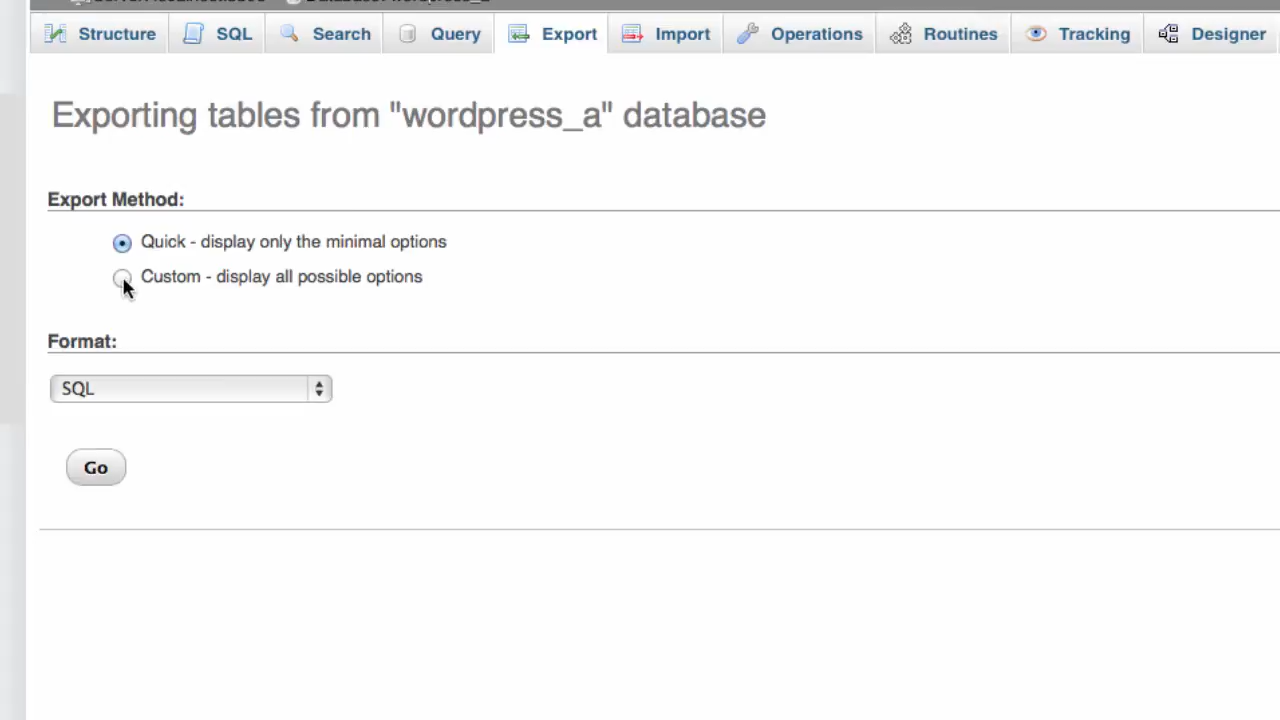 Structure SQL Search Query Export Import Operations Routines Tracking Designer
Exporting tables from "wordpress_a" database
Export Method:
Quick - display only the minimal options
Custom - display all possible options
Format:
SQL
Go